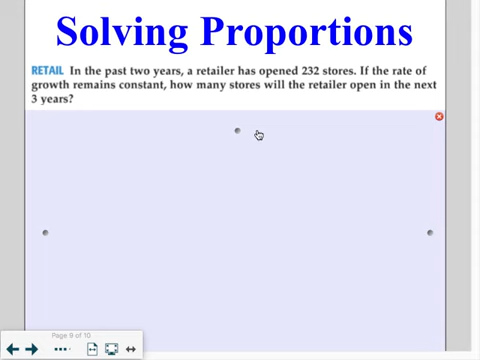 Solving Proportions
RETAIL In the past two years, a retailer has opened 232 stores. If the rate of
growth remains constant, how many stores will the retailer open in the next
3 years?
Page 9 of 10